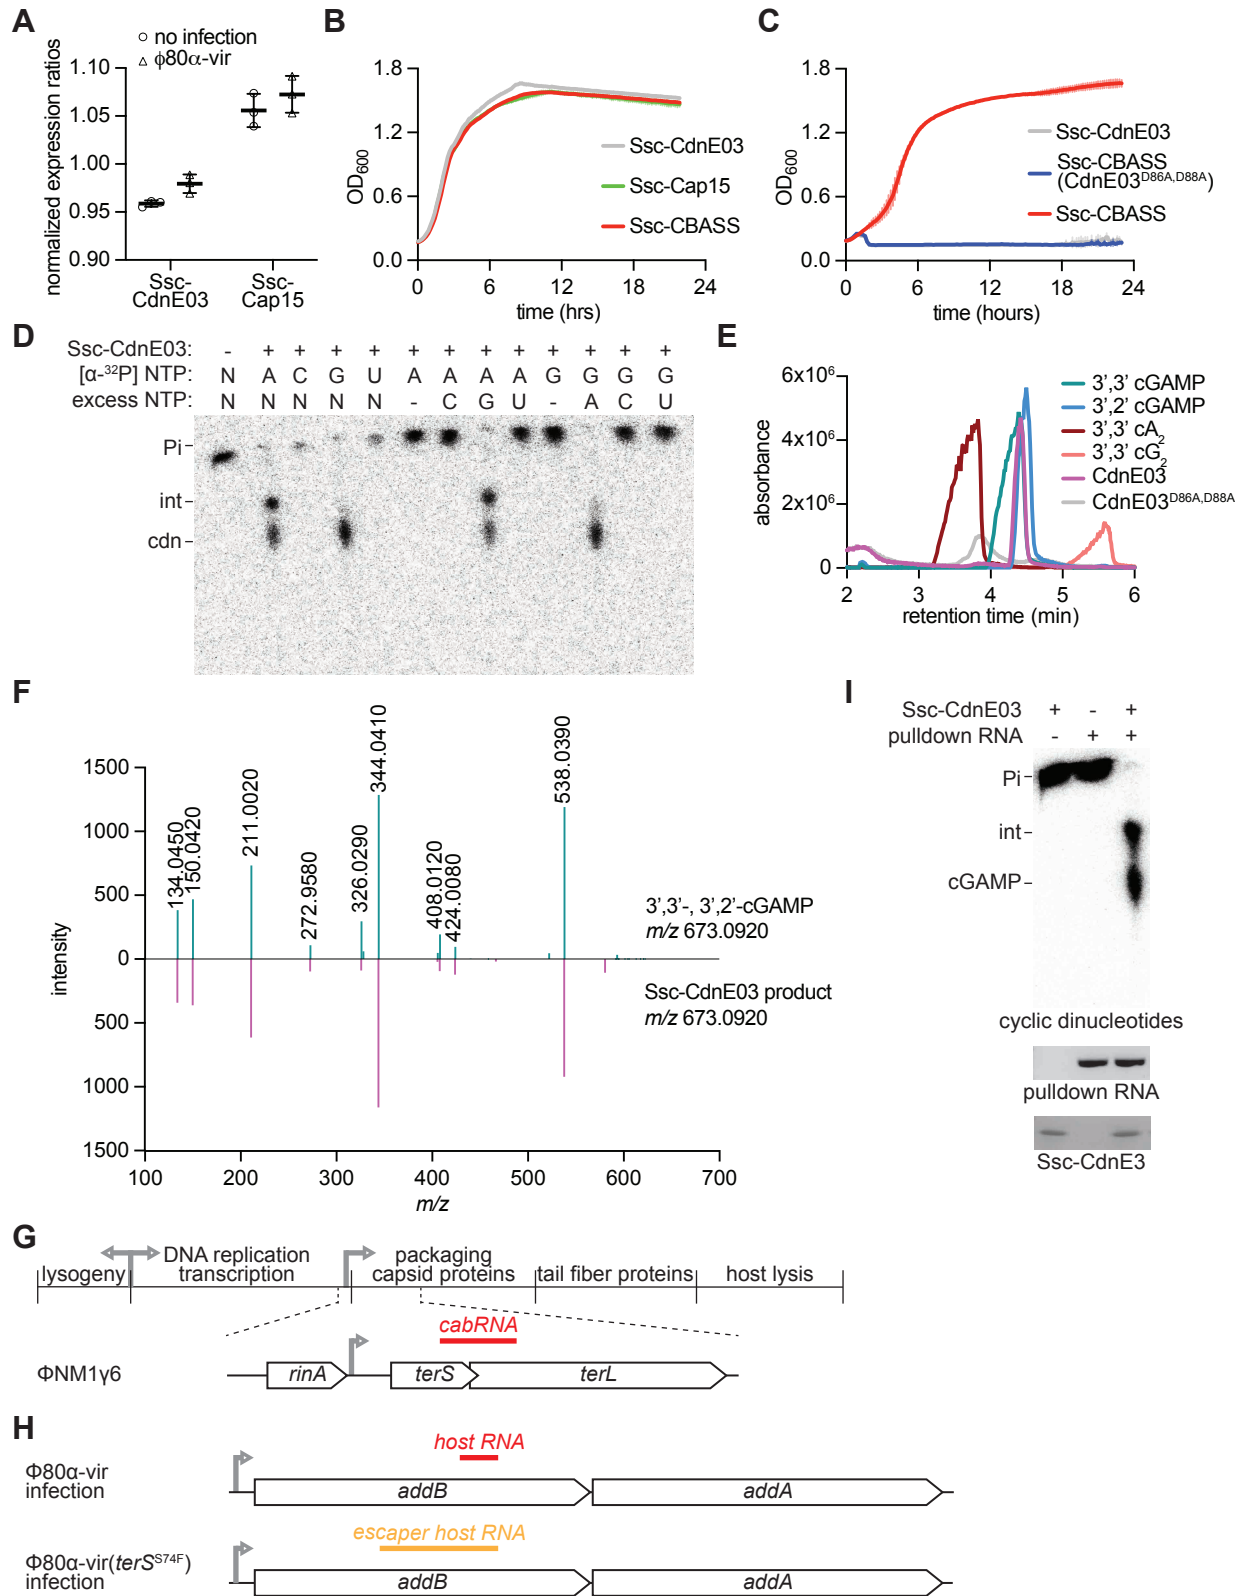 A
○ no infection
△ ϕ80α-vir
normalized expression ratios
1.10
1.05
1.00
0.95
0.90
Ssc-
CdnE03
Ssc-
Cap15
B
OD600
1.8
1.2
0.6
0.0
0 6 12 18 24
time (hrs)
Ssc-CdnE03
Ssc-Cap15
Ssc-CBASS
C
OD600
1.8
1.2
0.6
0.0
0 6 12 18 24
time (hours)
Ssc-CdnE03
Ssc-CBASS
(CdnE03D86A,D88A)
Ssc-CBASS
D
Ssc-CdnE03: - + + + + + + + + + + + +
[α-32P] NTP: N A C G U A A A A G G G G
excess NTP: N N N N N - C G U - A C U
Pi
int
cdn
E
absorbance
6x10⁶
4x10⁶
2x10⁶
0
2 3 4 5 6
retention time (min)
3',3' cGAMP
3',2' cGAMP
3',3' cA2
3',3' cG2
CdnE03
CdnE03D86A,D88A
F
intensity
1500
1000
500
0
500
1000
1500
134.0450
150.0420
211.0020
272.9580
326.0290
344.0410
408.0120
424.0080
538.0390
3',3'-, 3',2'-cGAMP
m/z 673.0920
Ssc-CdnE03 product
m/z 673.0920
100 200 300 400 500 600 700
m/z
I
Ssc-CdnE03 + - +
pulldown RNA - + +
Pi
int
cGAMP
cyclic dinucleotides
pulldown RNA
Ssc-CdnE3
G
lysogeny
DNA replication
transcription
packaging
capsid proteins
tail fiber proteins
host lysis
cabRNA
ΦNM1γ6
rinA
terS
terL
H
host RNA
Φ80α-vir
infection
addB
addA
escaper host RNA
Φ80α-vir(terSS74F)
infection
addB
addA